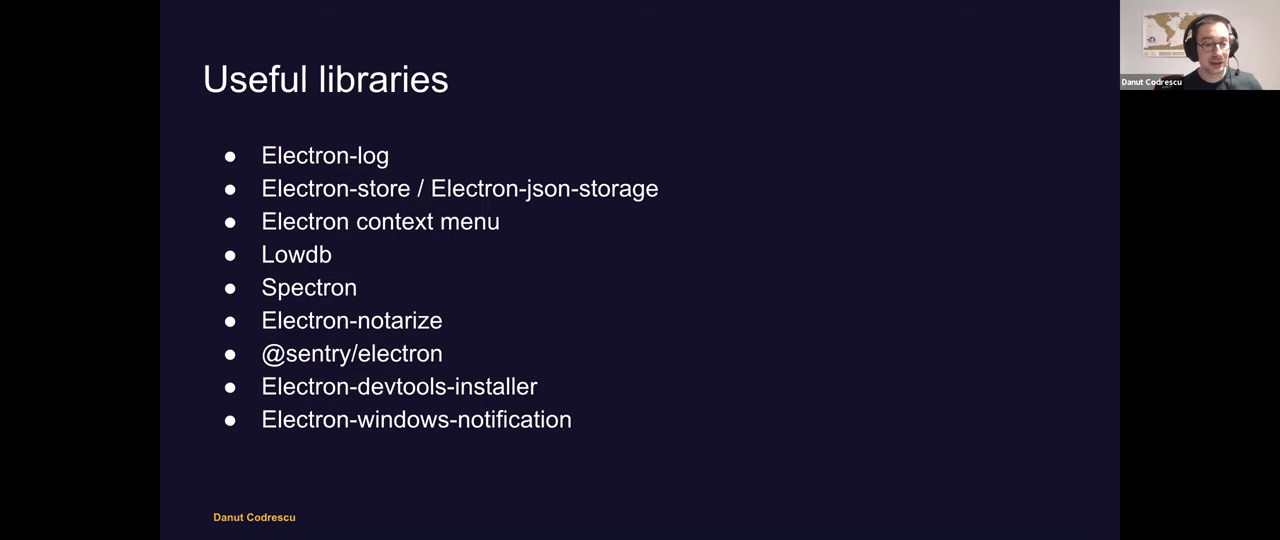 Useful libraries
● Electron-log
● Electron-store / Electron-json-storage
● Electron context menu
● Lowdb
● Spectron
● Electron-notarize
● @sentry/electron
● Electron-devtools-installer
● Electron-windows-notification
Danut Codrescu
Danut Codrescu